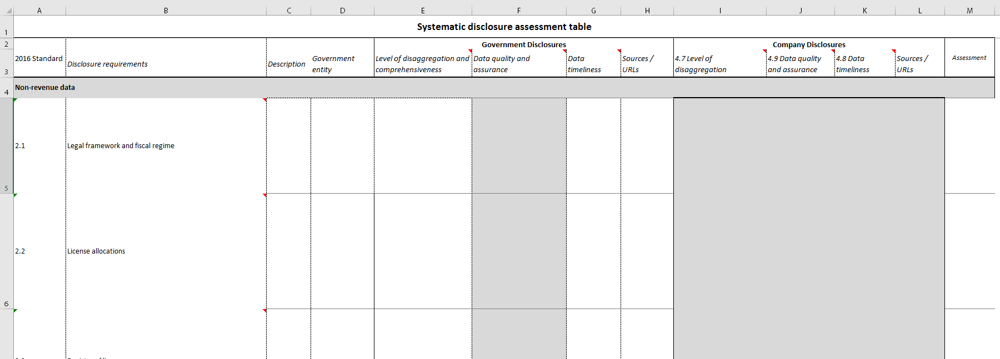 A B C D E F G H I J K L M
1 Systematic disclosure assessment table
2 Government Disclosures Company Disclosures
2016 Standard Disclosure requirements Description Government entity Level of disaggregation and comprehensiveness Data quality and assurance Data timeliness Sources / URLs 4.7 Level of disaggregation 4.9 Data quality and assurance 4.8 Data timeliness Sources / URLs Assessment
3
4 Non-revenue data
2.1 Legal framework and fiscal regime
5
2.2 License allocations
6